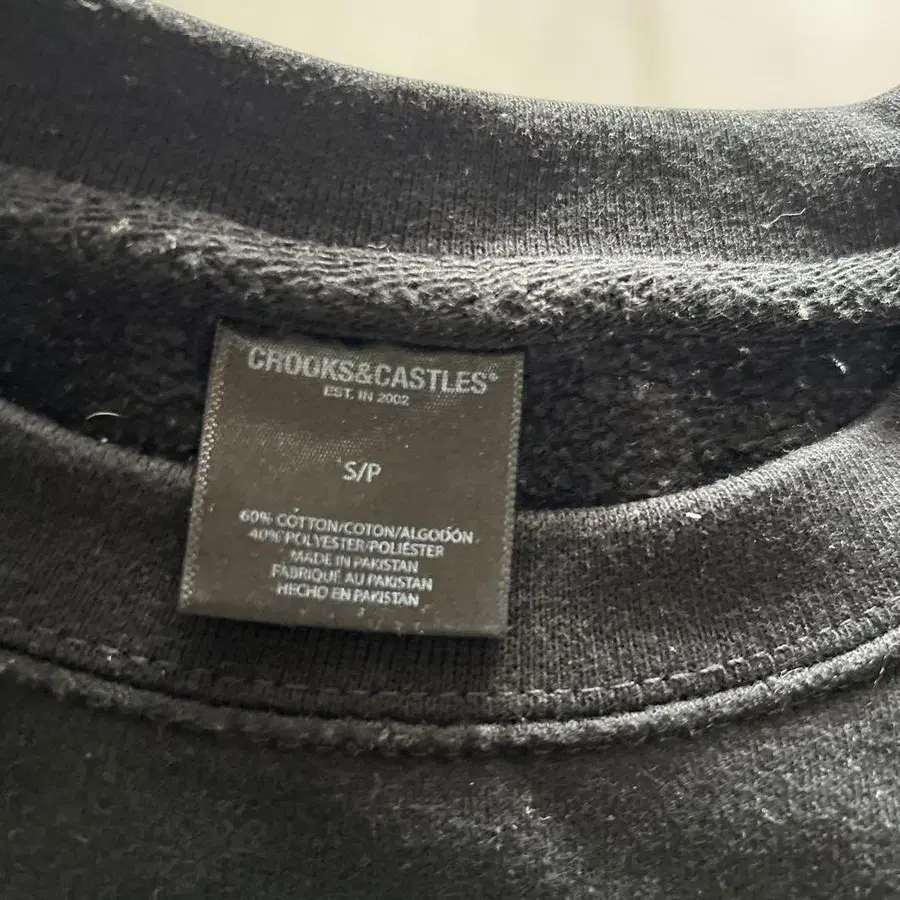 CROOKS&CASTLES®
EST. IN 2002
S/P
60% COTTON/COTON/ALGODÓN
40% POLYESTER/POLIÉSTER
MADE IN PAKISTAN
FABRIQUÉ AU PAKISTAN
HECHO EN PAKISTAN